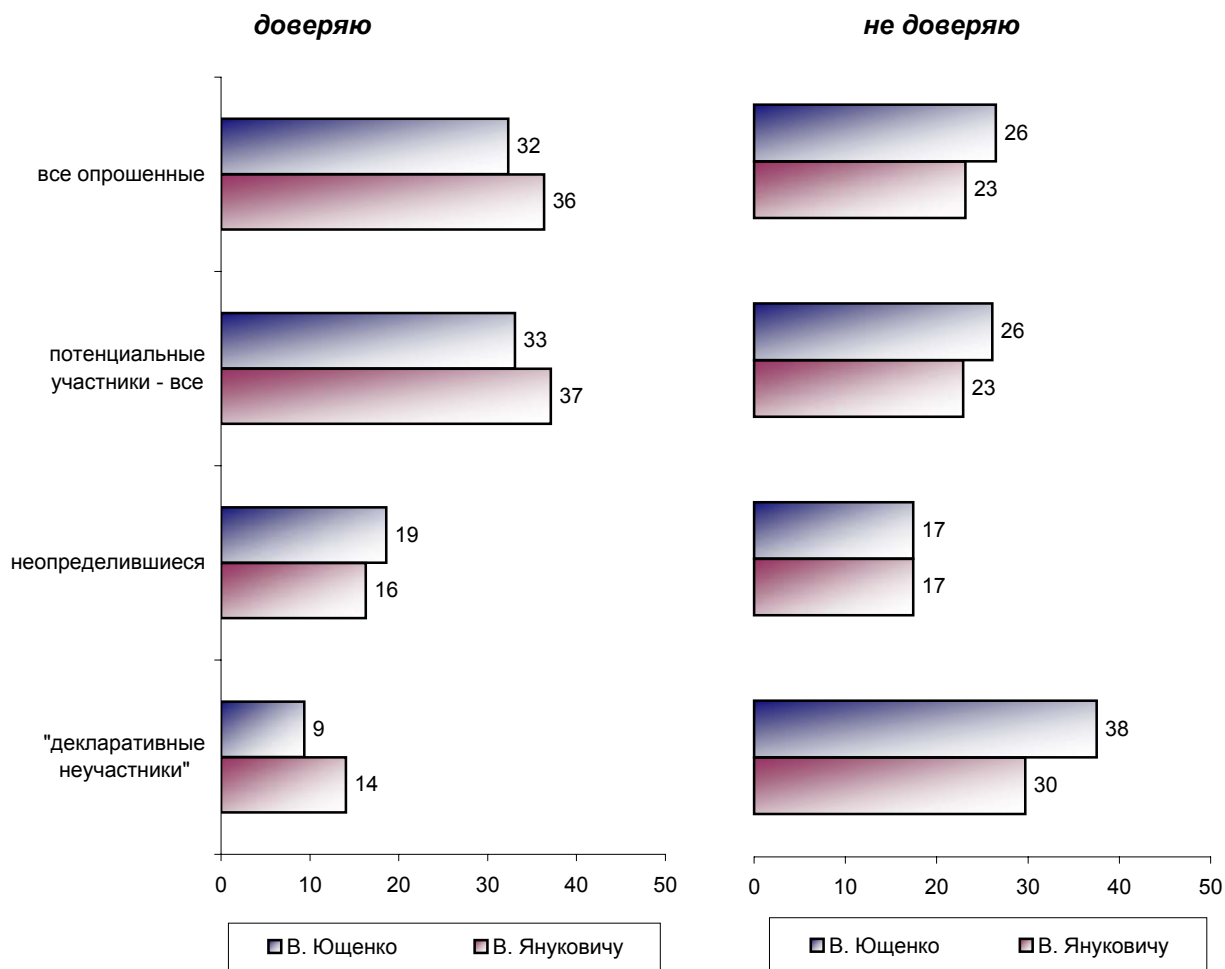 доверяю
не доверяю
все опрошенные
32
36
26
23
потенциальные
участники - все
33
37
26
23
неопределившиеся
19
16
17
17
"декларативные
неучастники"
9
14
38
30
0 10 20 30 40 50
0 10 20 30 40 50
В. Ющенко В. Януковичу
В. Ющенко В. Януковичу